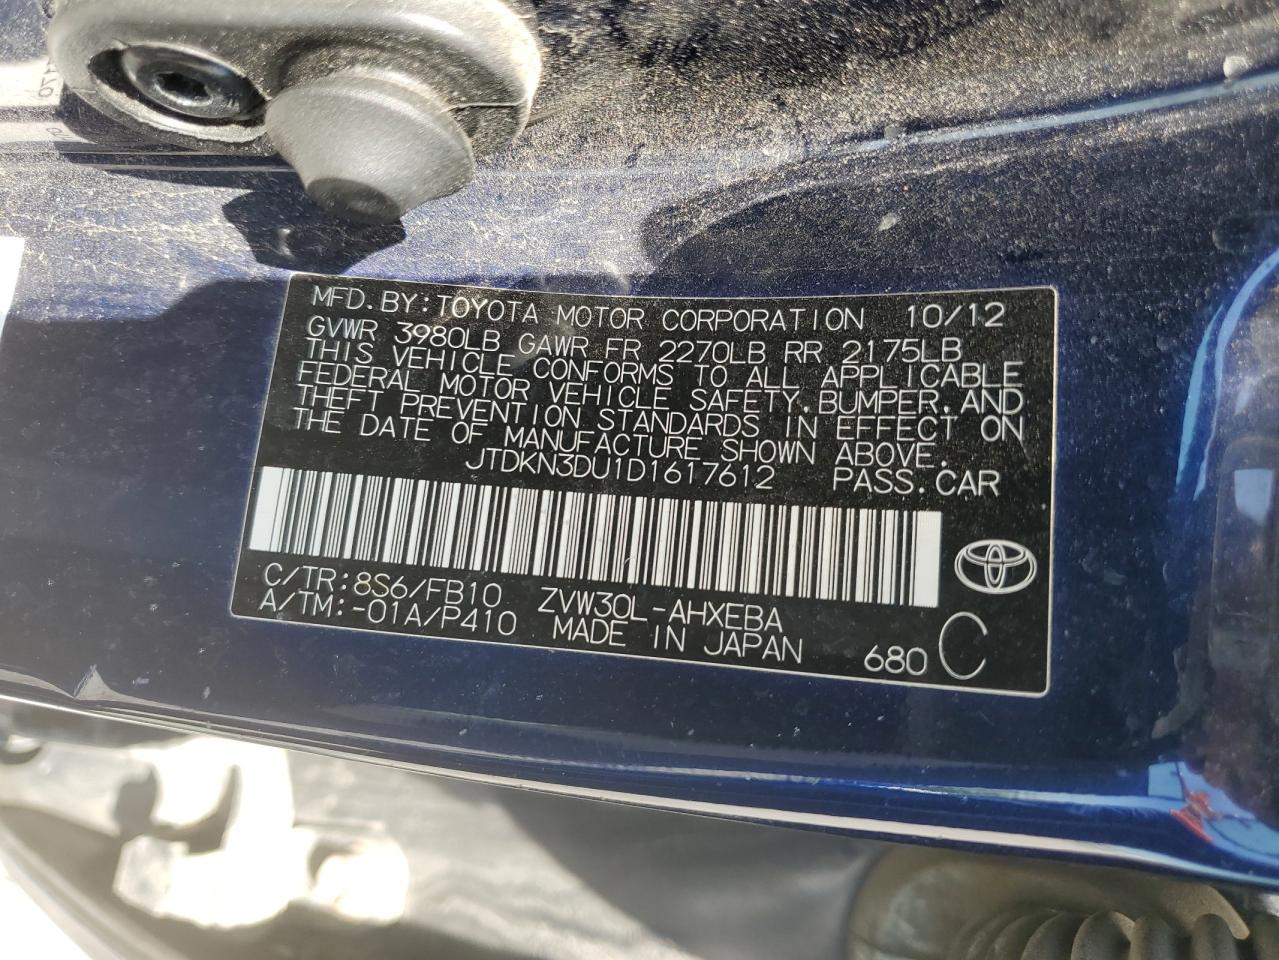 MFD.BY:TOYOTA MOTOR CORPORATION 10/12
GVWR 3980LB GAWR FR 2270LB RR 2175LB
THIS VEHICLE CONFORMS TO ALL APPLICABLE
FEDERAL MOTOR VEHICLE SAFETY,BUMPER,AND
THEFT PREVENTION STANDARDS IN EFFECT ON
THE DATE OF MANUFACTURE SHOWN ABOVE.
JTDKN3DU1D1617612 PASS.CAR
C/TR:8S6/FB10 ZVW30L-AHXEBA
A/TM:-01A/P410 MADE IN JAPAN 680 C